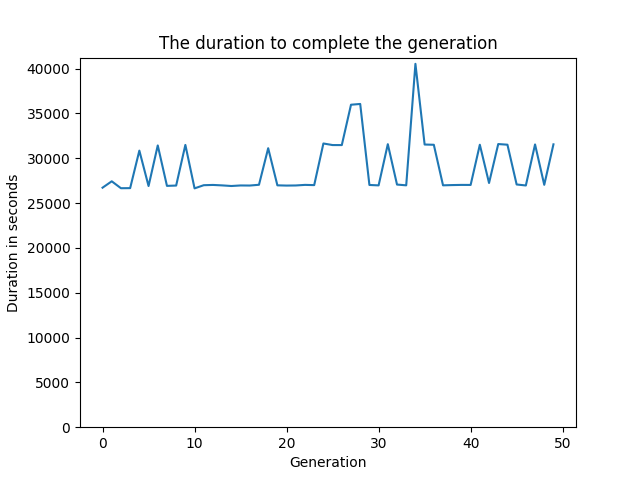 The duration to complete the generation
40000
35000
30000
25000
20000
15000
10000
5000
0
Duration in seconds
0 10 20 30 40 50
Generation